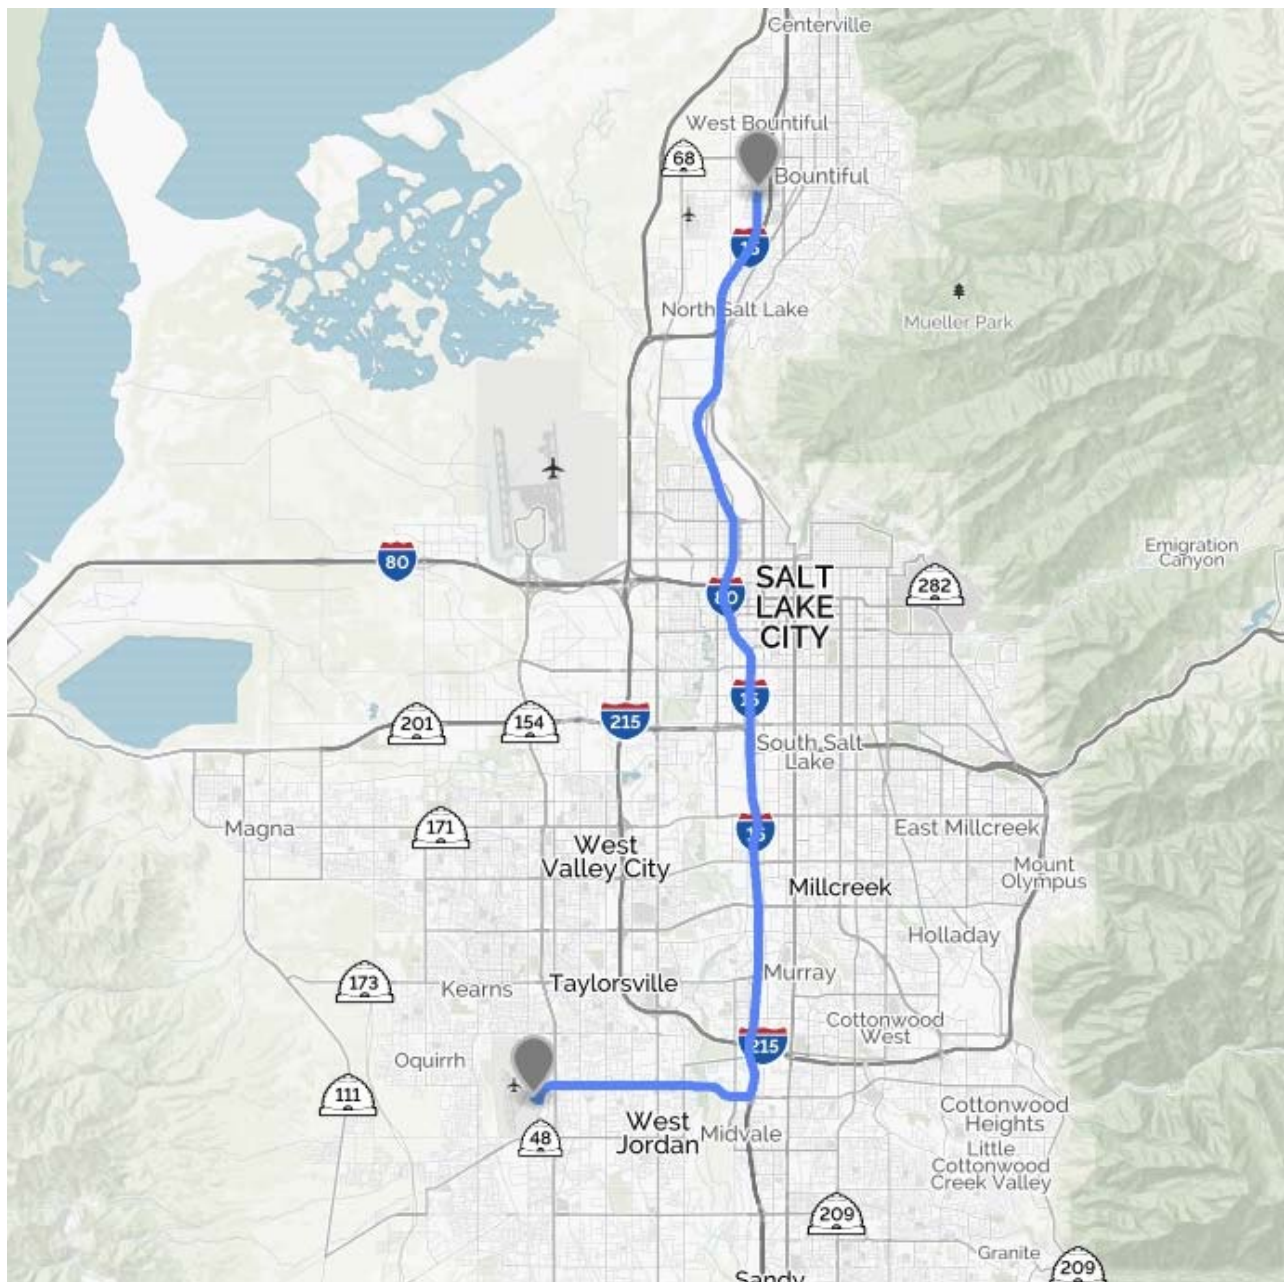 Centerville
West Bountiful
68
Bountiful
15
North Salt Lake
Mueller Park
Emigration
Canyon
80
282
80
SALT
LAKE
CITY
15
201
154
215
South Salt
Lake
Magna
171
15
East Millcreek
West
Valley City
Mount
Olympus
Millcreek
Holladay
173
Kearns
Taylorsville
Murray
Cottonwood
West
215
Oquirrh
111
Cottonwood
Heights
West
Jordan
Midvale
48
Little
Cottonwood
Creek Valley
209
Granite
209
Sandy